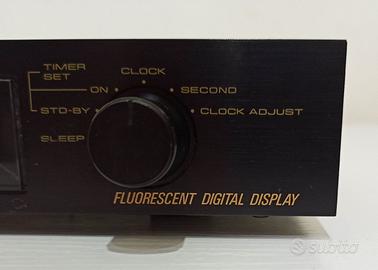 TIMER
SET
CLOCK
ON
SECOND
STD-BY
CLOCK ADJUST
SLEEP
FLUORESCENT DIGITAL DISPLAY
subito